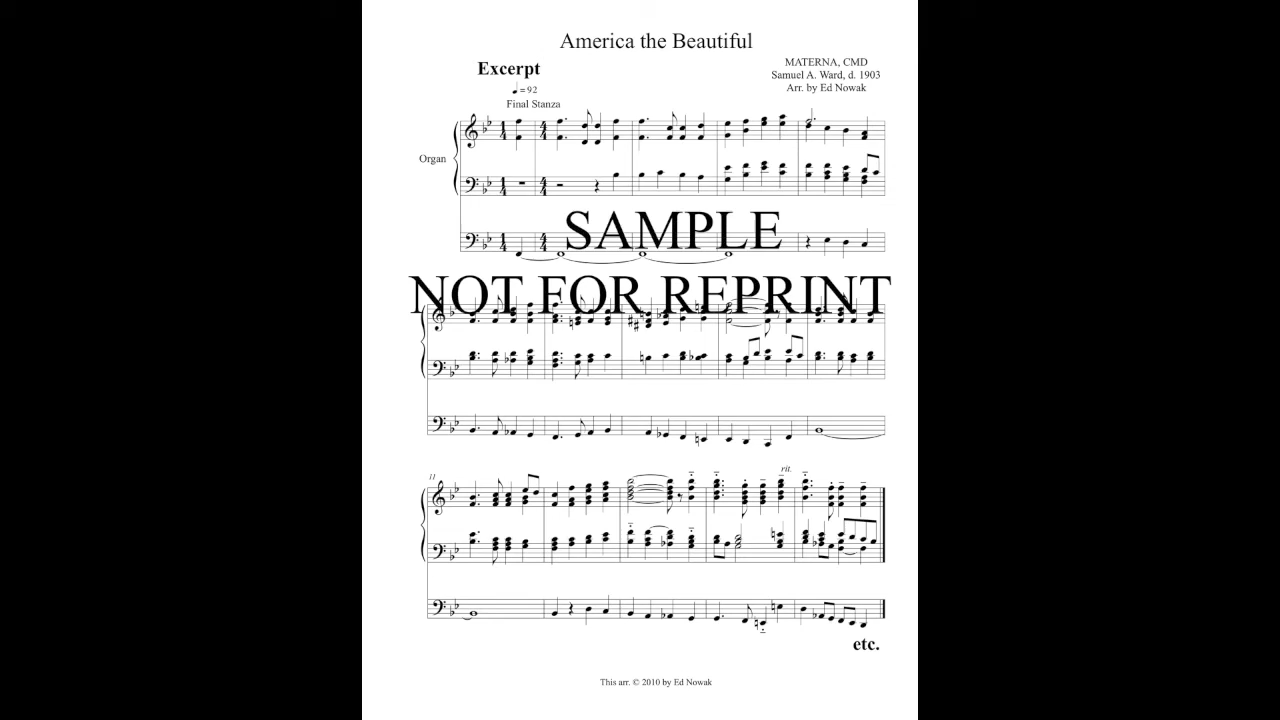 America the Beautiful
Excerpt
MATERNA, CMD
Samuel A. Ward, d. 1903
Arr. by Ed Nowak
= 92
Final Stanza
Organ
SAMPLE
NOT FOR REPRINT
11
rit.
etc.
This arr. © 2010 by Ed Nowak